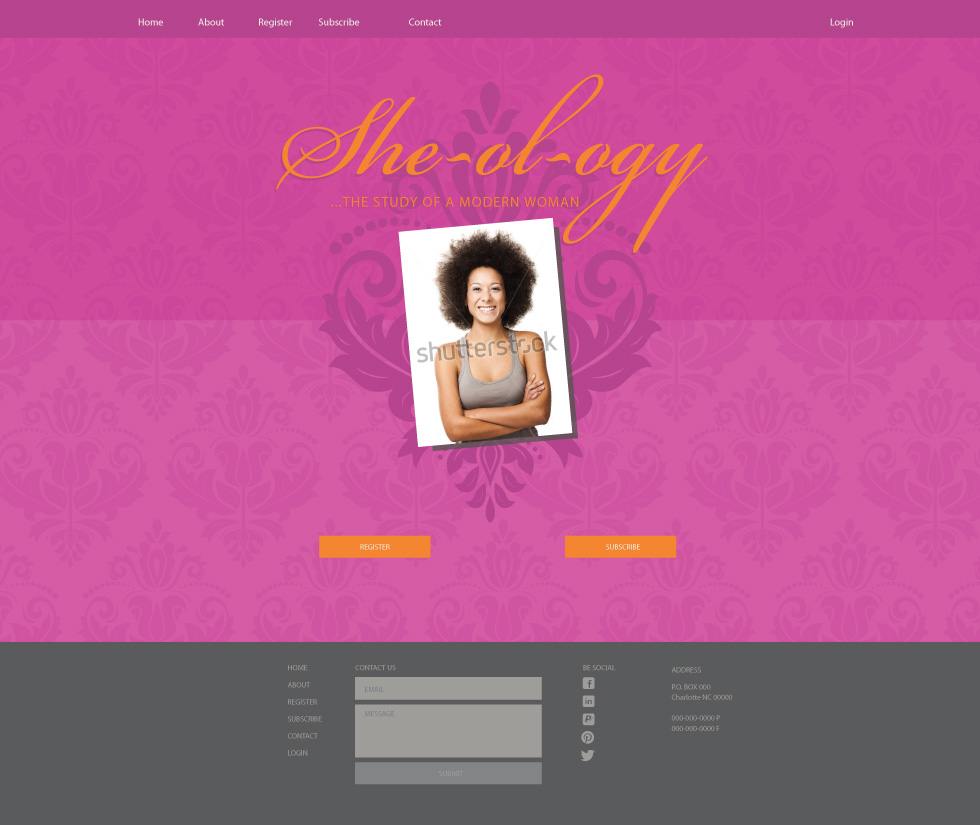 Home About Register Subscribe Contact Login
She-ol-ogy
...THE STUDY OF A MODERN WOMAN
shutterstock
REGISTER SUBSCRIBE
HOME
ABOUT
REGISTER
SUBSCRIBE
CONTACT
LOGIN
CONTACT US
EMAIL
MESSAGE
SUBMIT
BE SOCIAL
ADDRESS
P.O. BOX 000
Charlotte NC 00000
000-000-0000 P
000-000-0000 F